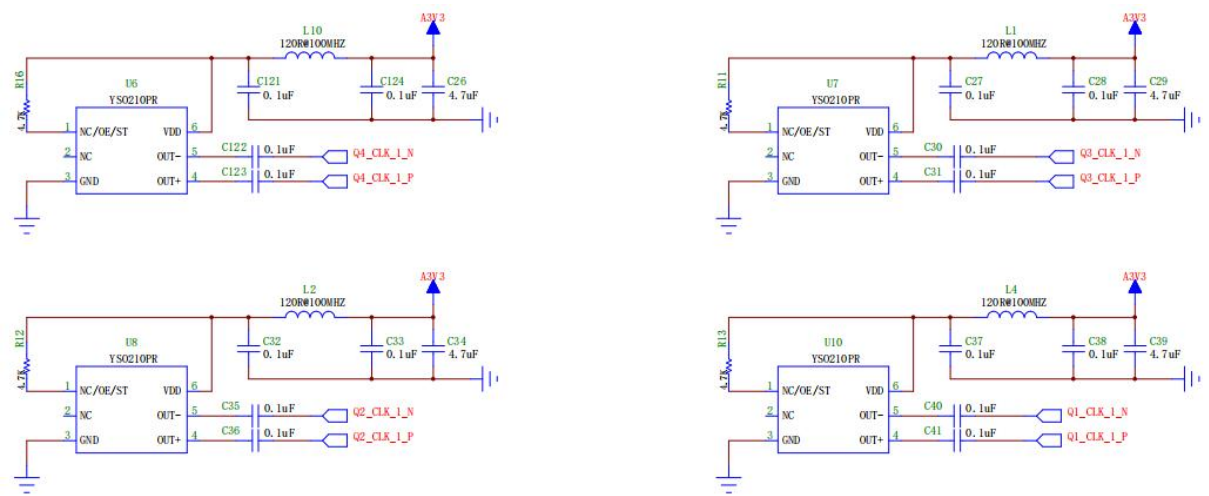 A3V3
L10
120R@100MHZ
R16
4.7K
C121
0.1uF
C124
0.1uF
C26
4.7uF
U6
YSO210PR
1 NC/OE/ST VDD 6
2 NC OUT- 5
3 GND OUT+ 4
C122 0.1uF Q4_CLK_1_N
C123 0.1uF Q4_CLK_1_P
A3V3
L1
120R@100MHZ
R11
4.7K
C27
0.1uF
C28
0.1uF
C29
4.7uF
U7
YSO210PR
1 NC/OE/ST VDD 6
2 NC OUT- 5
3 GND OUT+ 4
C30 0.1uF Q3_CLK_1_N
C31 0.1uF Q3_CLK_1_P
A3V3
L2
120R@100MHZ
R12
4.7K
C32
0.1uF
C33
0.1uF
C34
4.7uF
U8
YSO210PR
1 NC/OE/ST VDD 6
2 NC OUT- 5
3 GND OUT+ 4
C35 0.1uF Q2_CLK_1_N
C36 0.1uF Q2_CLK_1_P
A3V3
L4
120R@100MHZ
R13
4.7K
C37
0.1uF
C38
0.1uF
C39
4.7uF
U10
YSO210PR
1 NC/OE/ST VDD 6
2 NC OUT- 5
3 GND OUT+ 4
C40 0.1uF Q1_CLK_1_N
C41 0.1uF Q1_CLK_1_P